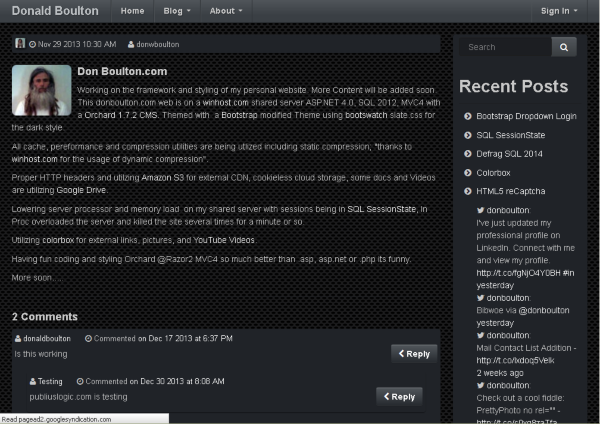 Donald Boulton Home Blog About Sign In
Nov 29 2013 10:30 AM donwboulton
Don Boulton.com
Working on the framework and styling of my personal website. More Content will be added soon.
This donboulton.com web is on a winhost.com shared server ASP.NET 4.0, SQL 2012, MVC4 with
a Orchard 1.7.2 CMS. Themed with a Bootstrap modified Theme using bootswatch slate.css for
the dark style.
All cache, pereformance and compression utilities are being utlized including static compression; "thanks to
winhost.com for the usage of dynamic compression".
Proper HTTP headers and utlizng Amazon S3 for external CDN, cookieless cloud storage, some docs and Videos
are utlizing Google Drive.
Lowering server processor and memory load on my shared server with sessions being in SQL SessionState, In
Proc overloaded the server and killed the site several times for a minute or so.
Utilizing colorbox for external links, pictures, and YouTube Videos.
Having fun coding and styling Orchard @Razor2 MVC4 so much better than .asp, asp.net or .php its funny.
More soon.....
2 Comments
donaldboulton Commented on Dec 17 2013 at 6:37 PM
Is this working
Reply
Testing Commented on Dec 30 2013 at 8:08 AM
publiuslogic.com is testing
Reply
Read pagead2.googlesyndication.com
Search
Recent Posts
Bootstrap Dropdown Login
SQL SessionState
Defrag SQL 2014
Colorbox
HTML5 reCaptcha
donboulton:
I've just updated my
professional profile on
LinkedIn. Connect with me
and view my profile.
http://t.co/fgNjO4Y0BH #in
yesterday
donboulton:
Bibwoe via @donboulton
yesterday
donboulton:
Mail Contact List Addition -
http://t.co/lxdoq5Velk
2 weeks ago
donboulton:
Check out a cool fiddle:
PrettyPhoto no rel="" -